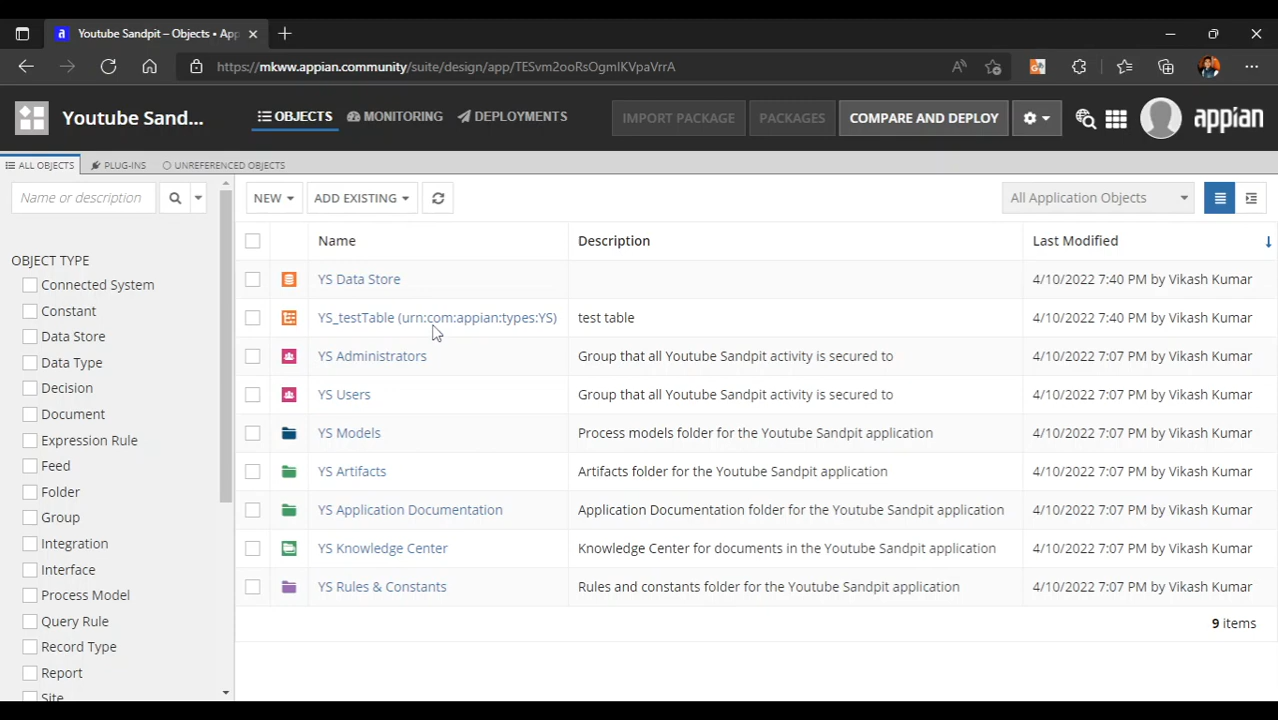 Youtube Sandpit – Objects • App
https://mkww.appian.community/suite/design/app/TESvm2ooRsOgmIKVpaVrrA
Youtube Sand...
OBJECTS
MONITORING
DEPLOYMENTS
IMPORT PACKAGE
PACKAGES
COMPARE AND DEPLOY
appian
ALL OBJECTS
PLUG-INS
UNREFERENCED OBJECTS
Name or description
NEW
ADD EXISTING
All Application Objects
OBJECT TYPE
Connected System
Constant
Data Store
Data Type
Decision
Document
Expression Rule
Feed
Folder
Group
Integration
Interface
Process Model
Query Rule
Record Type
Report
Site
Name Description Last Modified
YS Data Store 4/10/2022 7:40 PM by Vikash Kumar
YS_testTable (urn:com:appian:types:YS) test table 4/10/2022 7:40 PM by Vikash Kumar
YS Administrators Group that all Youtube Sandpit activity is secured to 4/10/2022 7:07 PM by Vikash Kumar
YS Users Group that all Youtube Sandpit activity is secured to 4/10/2022 7:07 PM by Vikash Kumar
YS Models Process models folder for the Youtube Sandpit application 4/10/2022 7:07 PM by Vikash Kumar
YS Artifacts Artifacts folder for the Youtube Sandpit application 4/10/2022 7:07 PM by Vikash Kumar
YS Application Documentation Application Documentation folder for the Youtube Sandpit application 4/10/2022 7:07 PM by Vikash Kumar
YS Knowledge Center Knowledge Center for documents in the Youtube Sandpit application 4/10/2022 7:07 PM by Vikash Kumar
YS Rules & Constants Rules and constants folder for the Youtube Sandpit application 4/10/2022 7:07 PM by Vikash Kumar
9 items